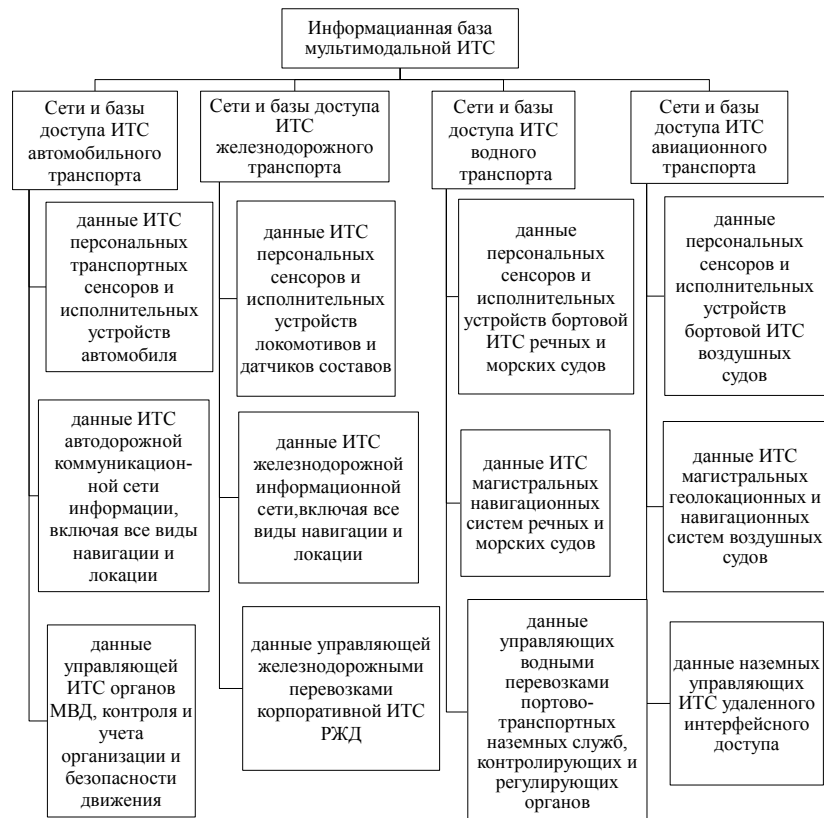 Информацианная база
мультимодальной ИТС
Сети и базы
доступа ИТС
автомобильного
транспорта
Сети и базы доступа
ИТС
железнодорожного
транспорта
Сети и базы
доступа ИТС
водного
транспорта
Сети и базы
доступа ИТС
авиационного
транспорта
данные ИТС
персональных
транспортных
сенсоров и
исполнительных
устройств
автомобиля
данные ИТС
персональных
сенсоров и
исполнительных
устройств
локомотивов и
датчиков составов
данные
персональных
сенсоров и
исполнительных
устройств бортовой
ИТС речных и
морских судов
данные
персональных
сенсоров и
исполнительных
устройств
бортовой ИТС
воздушных
судов
данные ИТС
автодорожной
коммуникацион-
ной сети
информации,
включая все виды
навигации и
локации
данные ИТС
железнодорожной
информационной
сети,включая все
виды навигации и
локации
данные ИТС
магистральных
навигационных
систем речных и
морских судов
данные ИТС
магистральных
геолокационных и
навигационных
систем воздушных
судов
данные
управляющей
ИТС органов
МВД, контроля и
учета
организации и
безопасности
движения
данные управляющей
железнодорожными
перевозками
корпоративной ИТС
РЖД
данные
управляющих
водными
перевозками
портово-
транспортных
наземных служб,
контролирующих и
регулирующих
органов
данные наземных
управляющих
ИТС удаленного
интерфейсного
доступа